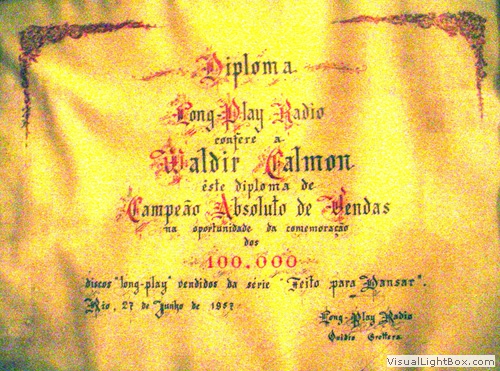 Diploma
Long-Play Radio
confere a
Waldir Calmon
êste diploma de
Campeão Absoluto de Vendas
na oportunidade da comemoração
dos
100.000
discos "long-play" vendidos da série "Feito para Dansar".
Rio, 27 de Junho de 1957
Long-Play Radio
VisualLightBox.com